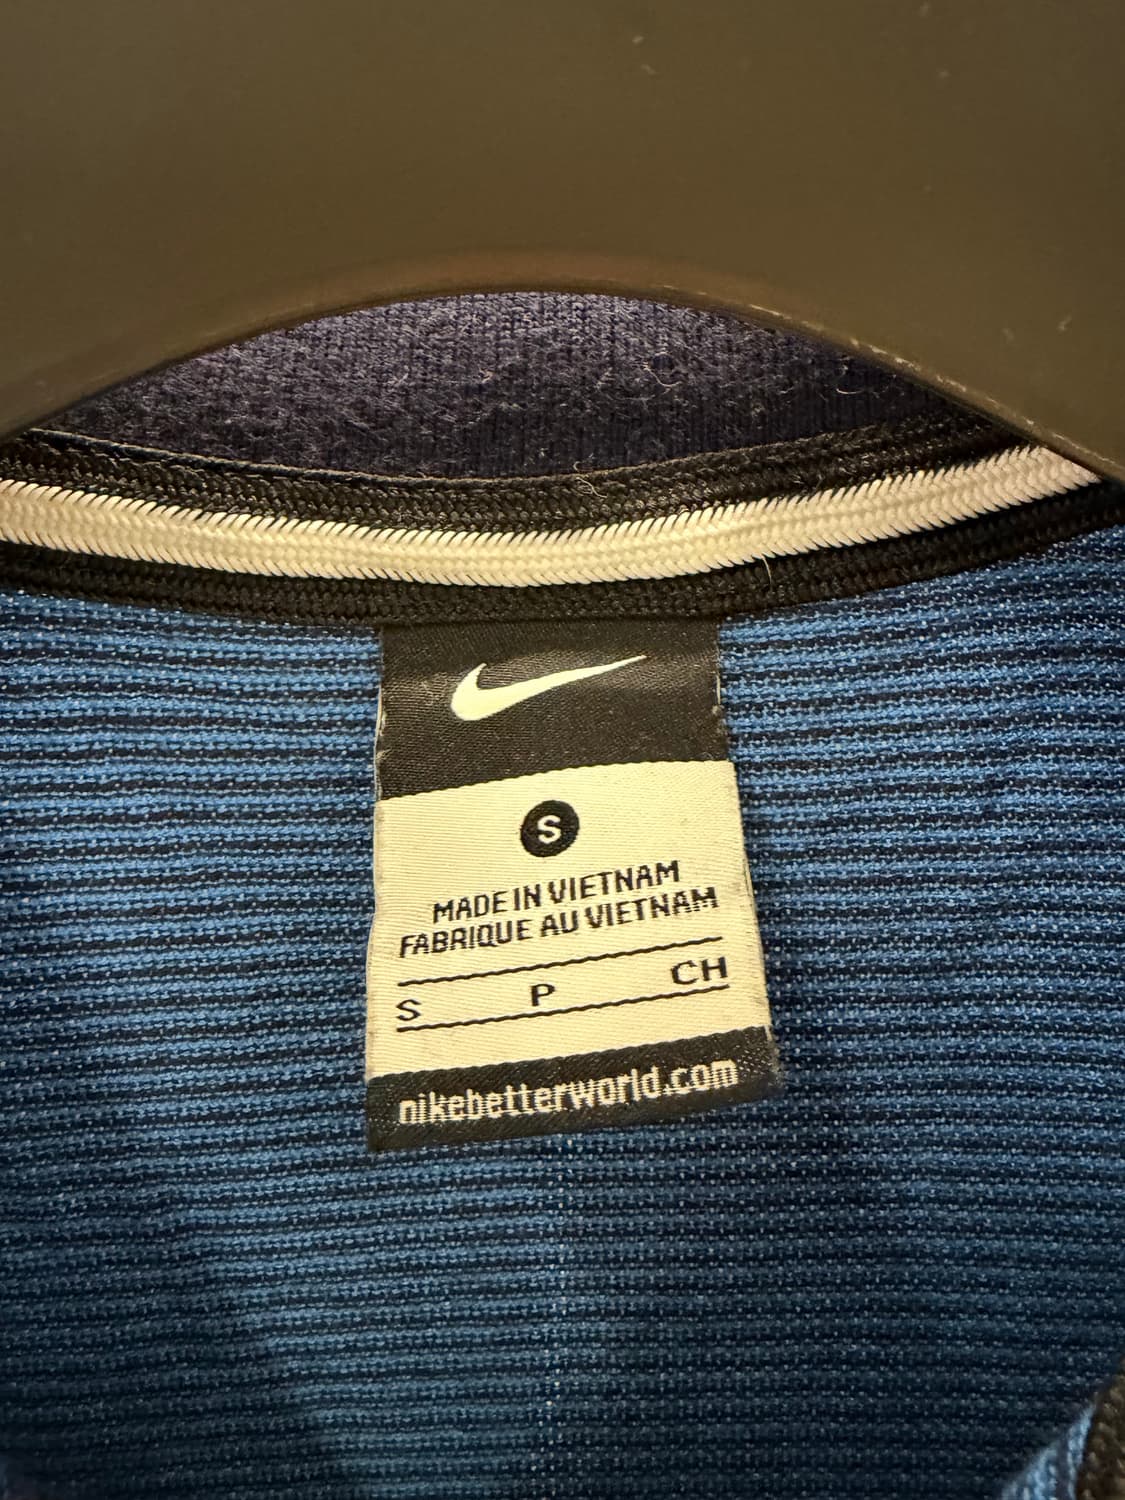 S
MADE IN VIETNAM
FABRIQUE AU VIETNAM
S P CH
nikebetterworld.com